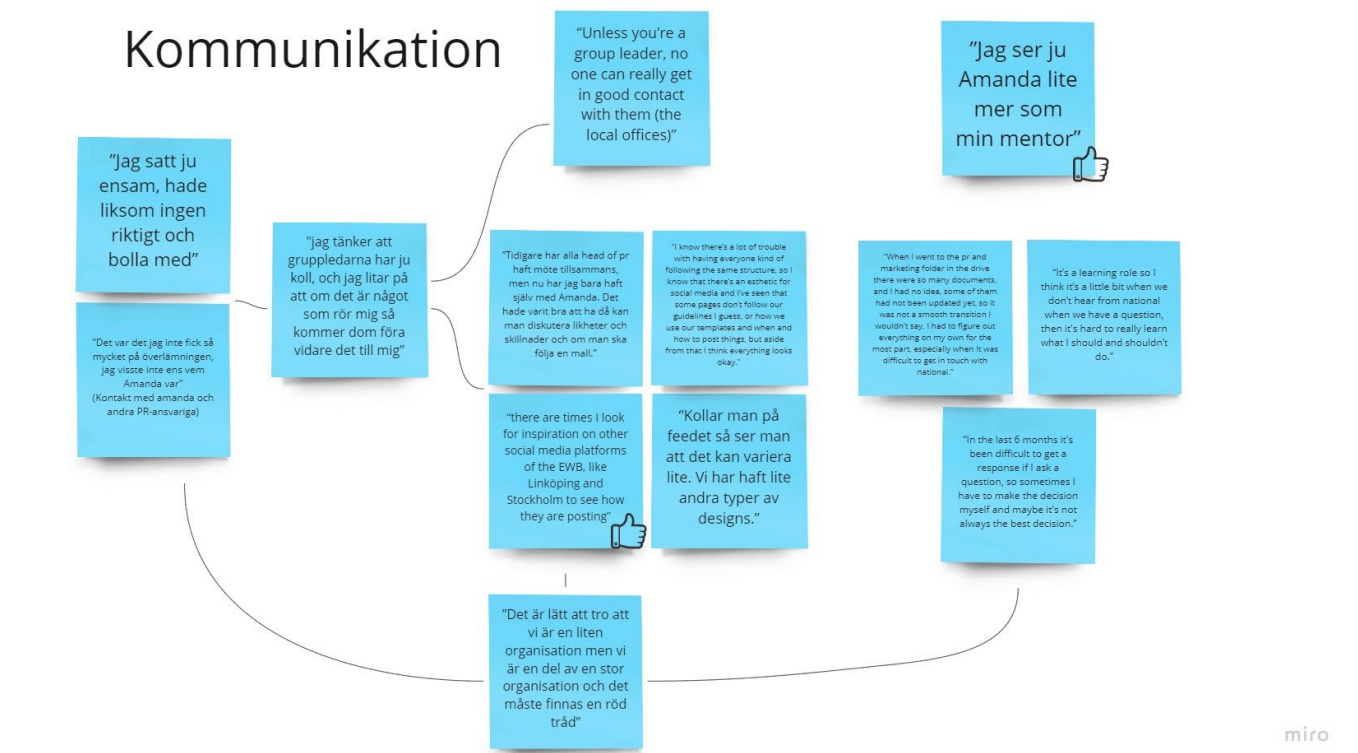 Kommunikation
“Unless you're a
group leader, no
one can really get
in good contact
with them (the
local offices)”
”Jag ser ju
Amanda lite
mer som
min mentor”
”Jag satt ju
ensam, hade
liksom ingen
riktigt och
bolla med”
“Det var det jag inte fick så
mycket på överlämningen,
jag visste inte ens vem
Amanda var”
(Kontakt med amanda och
andra PR-ansvariga)
"jag tänker att
gruppledarna har ju
koll, och jag litar på
att om det är något
som rör mig så
kommer dom föra
vidare det till mig”
“Tidigare har alla head of pr
haft möte tillsammans,
men nu har jag bara haft
själv med Amanda. Det
hade varit bra att ha då kan
man diskutera likheter och
skillnader och om man ska
följa en mall.”
“I know there's a lot of trouble
with having everyone kind of
following the same structure, so I
know that there's an esthetic for
social media and I've seen that
some pages don't follow our
guidelines I guess, or how we
use our templates and when and
how to post things, but aside
from that I think everything looks
okay.”
“there are times I look
for inspiration on other
social media platforms
of the EWB, like
Linköping and
Stockholm to see how
they are posting”
“Kollar man på
feedet så ser man
att det kan variera
lite. Vi har haft lite
andra typer av
designs.”
“When I went to the pr and
marketing folder in the drive
there were so many documents,
and I had no idea, some of them
had not been updated yet, so it
was not a smooth transition I
wouldn't say, I had to figure out
everything on my own for the
most part, especially when It was
difficult to get in touch with
national.”
“It's a learning role so I
think it's a little bit when we
don't hear from national
when we have a question,
then it's hard to really learn
what I should and shouldn't
do.”
“In the last 6 months it's
been difficult to get a
response if I ask a
question, so sometimes I
have to make the decision
myself and maybe it's not
always the best decision.”
“Det är lätt att tro att
vi är en liten
organisation men vi
är en del av en stor
organisation och det
måste finnas en röd
tråd”
miro